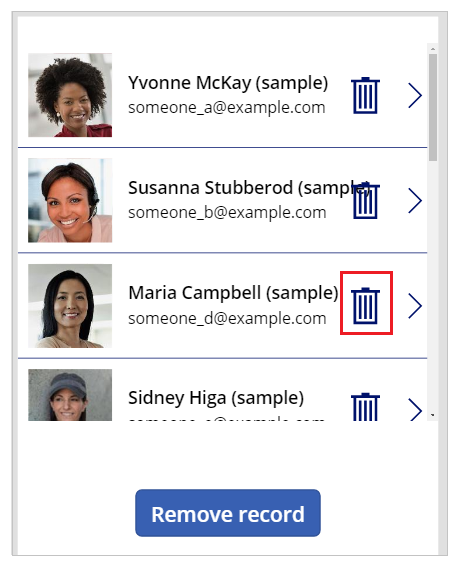 Yvonne McKay (sample)
someone_a@example.com
Susanna Stubberod (sample)
someone_b@example.com
Maria Campbell (sample)
someone_d@example.com
Sidney Higa (sample)
Remove record